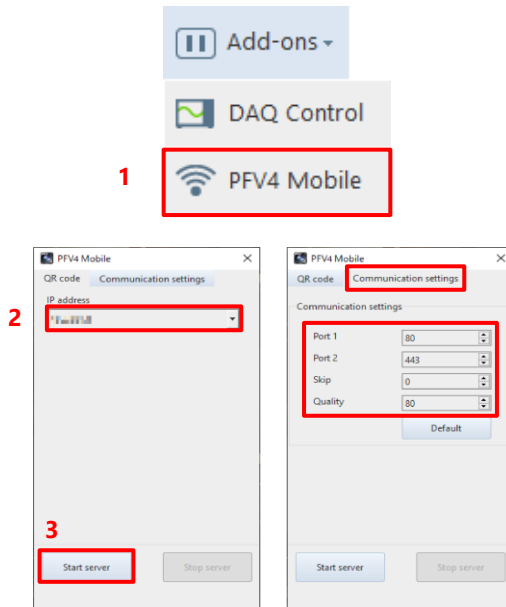 Add-ons
DAQ Control
1
PFV4 Mobile
PFV4 Mobile
QR code Communication settings
IP address
2
3
Start server Stop server
PFV4 Mobile
QR code Communication settings
Communication settings
Port 1 80
Port 2 443
Skip 0
Quality 80
Default
Start server Stop server